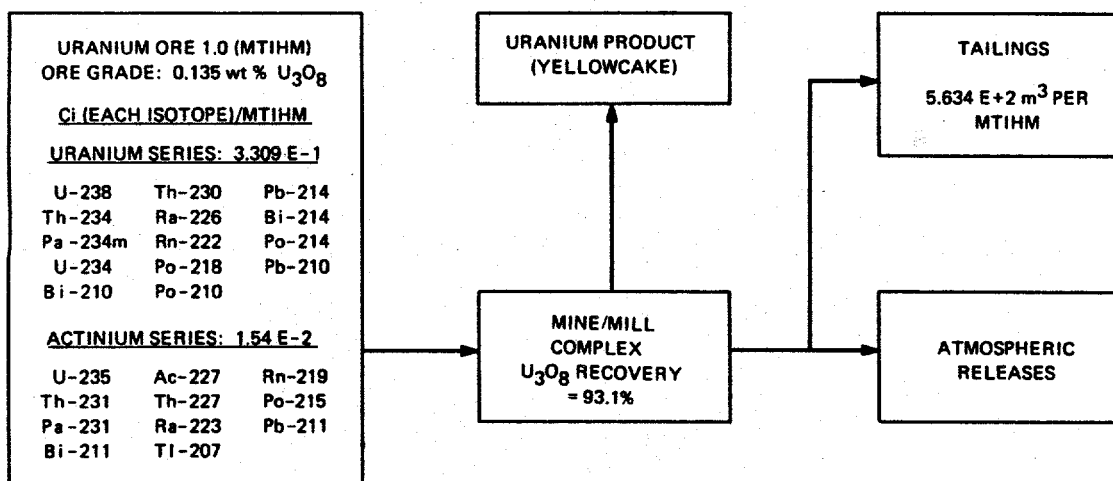 URANIUM ORE 1.0 (MTIHM)
ORE GRADE: 0.135 wt % U₃O₈
Ci (EACH ISOTOPE)/MTIHM
URANIUM SERIES: 3.309 E-1
U-238 Th-230 Pb-214
Th-234 Ra-226 Bi-214
Pa-234m Rn-222 Po-214
U-234 Po-218 Pb-210
Bi-210 Po-210
ACTINIUM SERIES: 1.54 E-2
U-235 Ac-227 Rn-219
Th-231 Th-227 Po-215
Pa-231 Ra-223 Pb-211
Bi-211 Tl-207
URANIUM PRODUCT
(YELLOWCAKE)
MINE/MILL
COMPLEX
U₃O₈ RECOVERY
= 93.1%
TAILINGS
5.634 E+2 m³ PER
MTIHM
ATMOSPHERIC
RELEASES